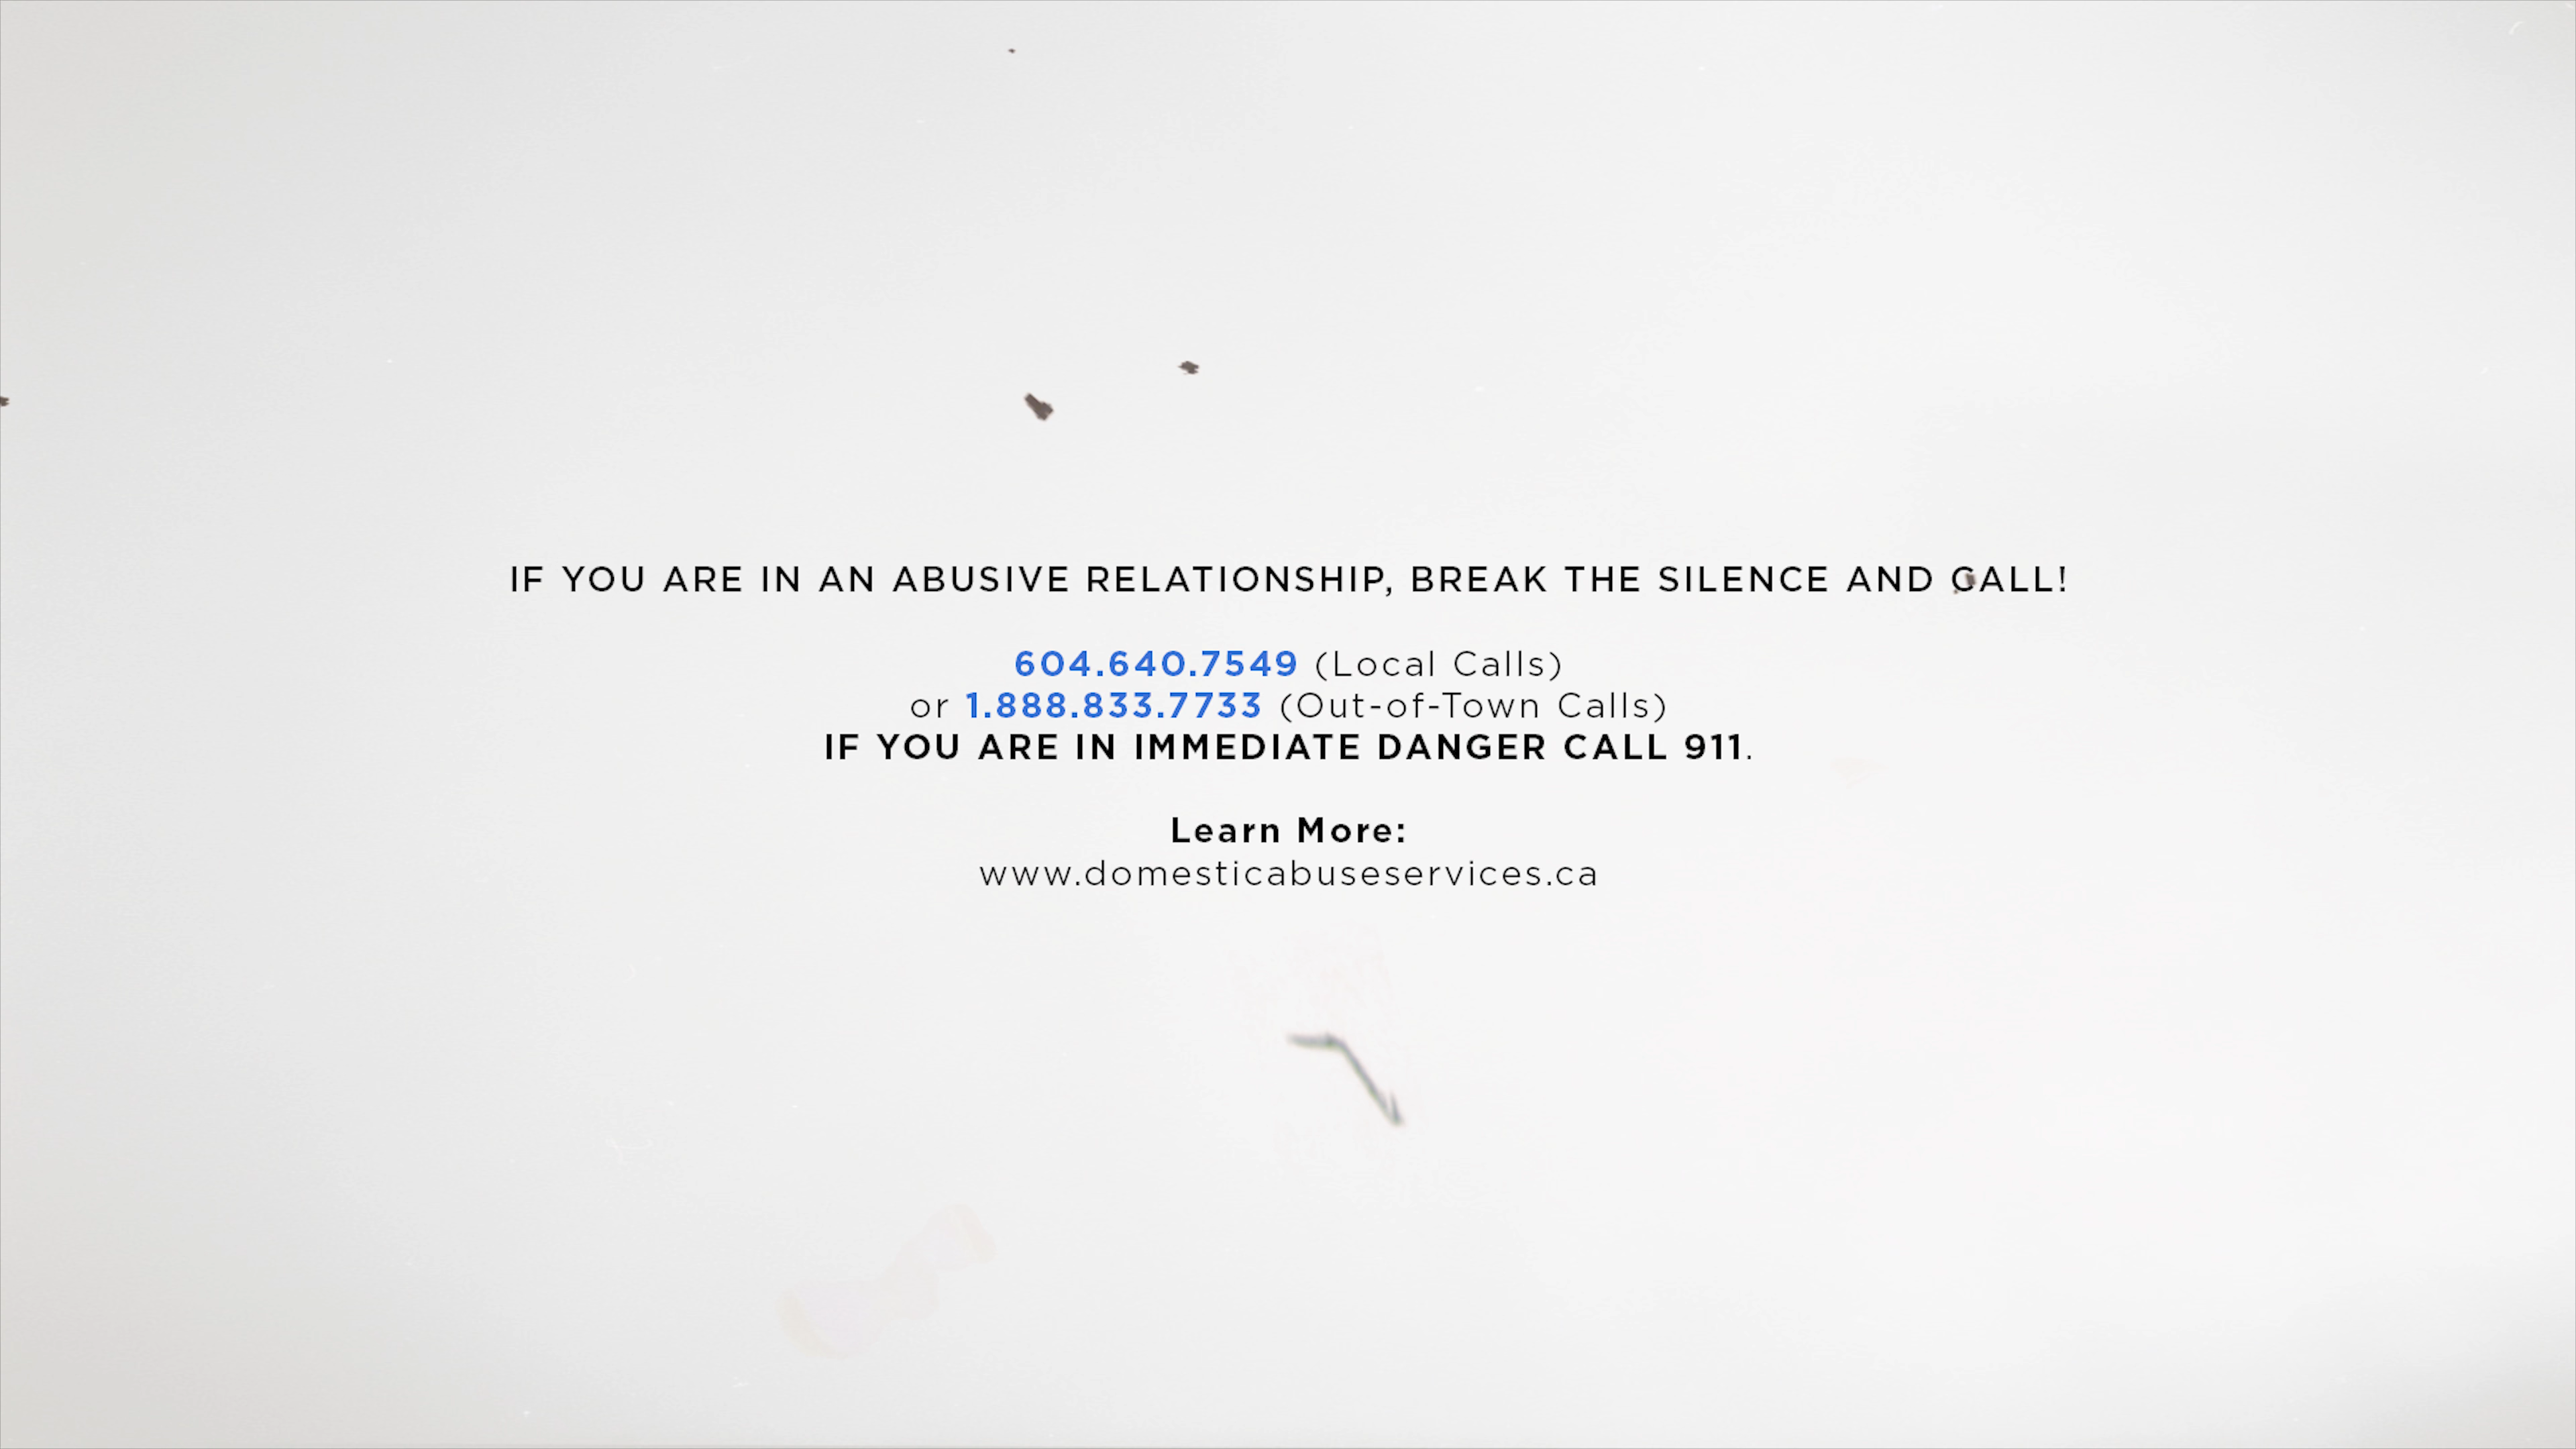 IF YOU ARE IN AN ABUSIVE RELATIONSHIP, BREAK THE SILENCE AND CALL!
604.640.7549 (Local Calls)
or 1.888.833.7733 (Out-of-Town Calls)
IF YOU ARE IN IMMEDIATE DANGER CALL 911.
Learn More:
www.domesticabuseservices.ca